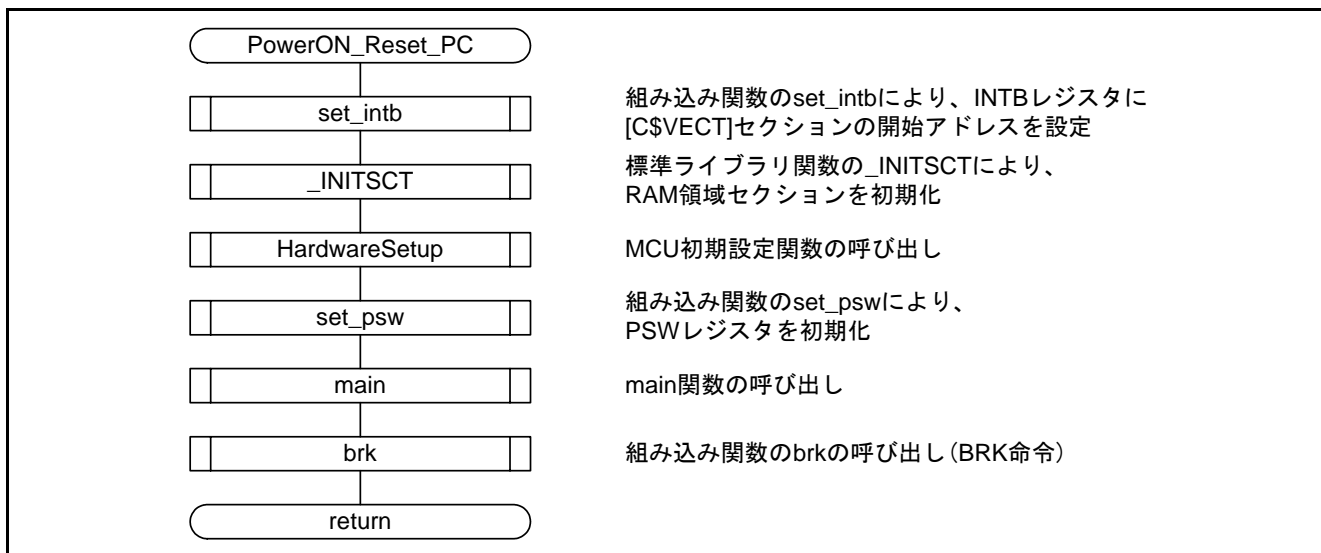 PowerON_Reset_PC
set_intb
組み込み関数のset_intbにより、INTBレジスタに
[C$VECT]セクションの開始アドレスを設定
_INITSCT
標準ライブラリ関数の_INITSCTにより、
RAM領域セクションを初期化
HardwareSetup
MCU初期設定関数の呼び出し
set_psw
組み込み関数のset_pswにより、
PSWレジスタを初期化
main
main関数の呼び出し
brk
組み込み関数のbrkの呼び出し（BRK命令）
return